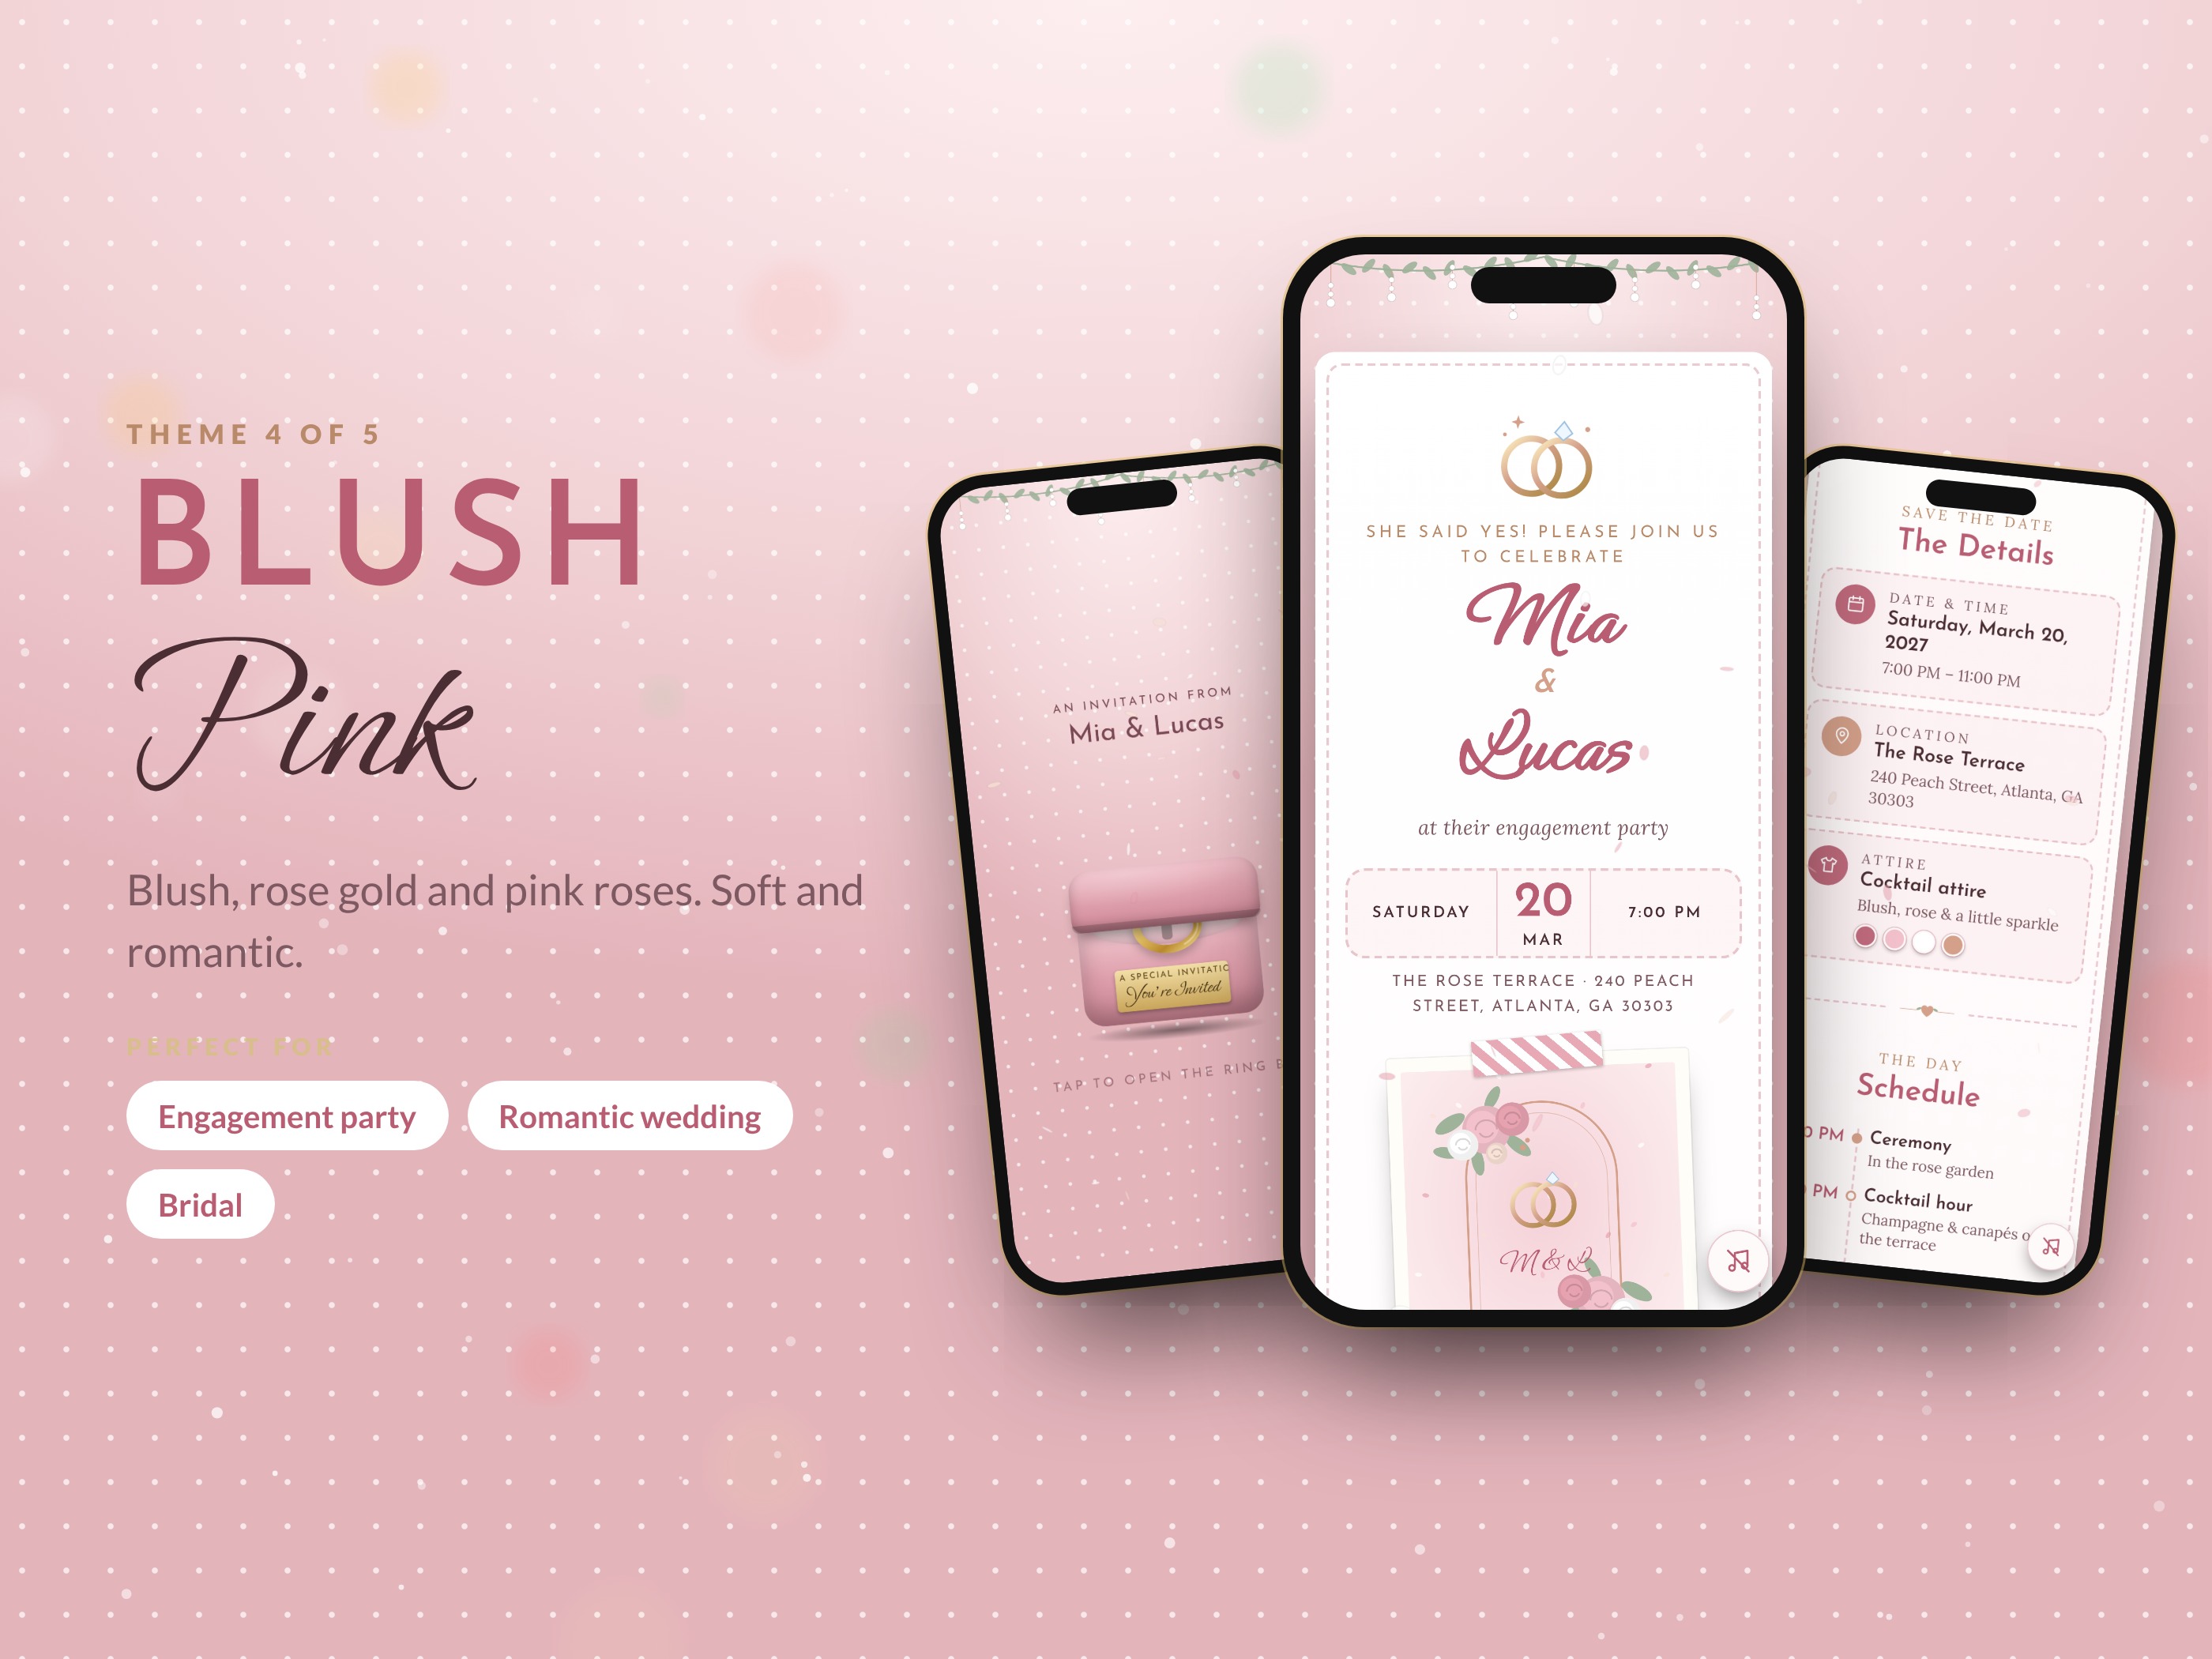 THEME 4 OF 5
BLUSH
Pink
Blush, rose gold and pink roses. Soft and
romantic.
PERFECT FOR
Engagement party
Romantic wedding
Bridal
AN INVITATION FROM
Mia & Lucas
A SPECIAL INVITATIO
You're Invited
TAP TO OPEN THE RING
SHE SAID YES! PLEASE JOIN US
TO CELEBRATE
Mia
&
Lucas
at their engagement party
SATURDAY
20
MAR
7:00 PM
THE ROSE TERRACE · 240 PEACH
STREET, ATLANTA, GA 30303
M & L
SAVE THE DATE
The Details
DATE & TIME
Saturday, March 20,
2027
7:00 PM – 11:00 PM
LOCATION
The Rose Terrace
240 Peach Street, Atlanta, GA
30303
ATTIRE
Cocktail attire
Blush, rose & a little sparkle
THE DAY
Schedule
PM
Ceremony
In the rose garden
PM
Cocktail hour
Champagne & canapés
the terrace